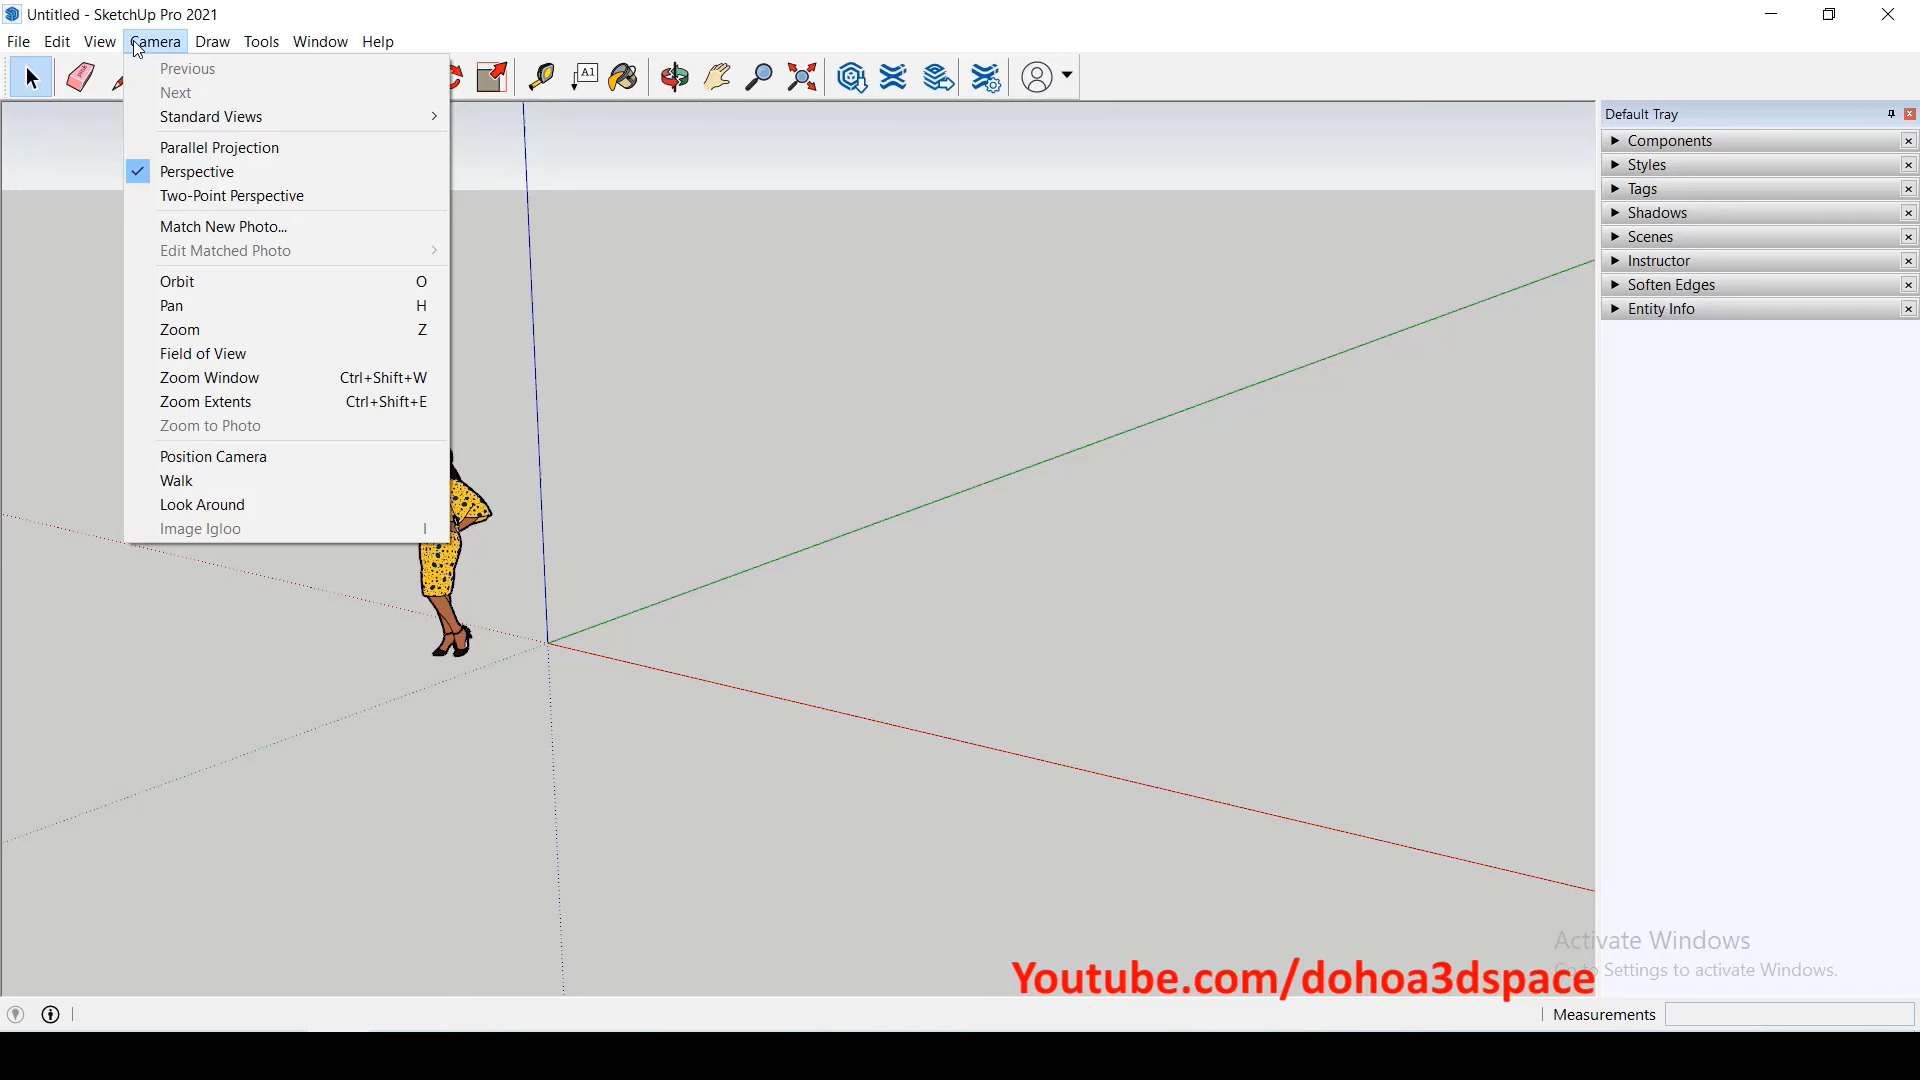 Untitled - SketchUp Pro 2021
File Edit View Camera Draw Tools Window Help
A1
Previous
Next
Standard Views
Parallel Projection
Perspective
Two-Point Perspective
Match New Photo...
Edit Matched Photo
Orbit O
Pan H
Zoom Z
Field of View
Zoom Window Ctrl+Shift+W
Zoom Extents Ctrl+Shift+E
Zoom to Photo
Position Camera
Walk
Look Around
Image Igloo I
Default Tray
Components
Styles
Tags
Shadows
Scenes
Instructor
Soften Edges
Entity Info
Activate Windows
Go to Settings to activate Windows.
Youtube.com/dohoa3dspace
Measurements